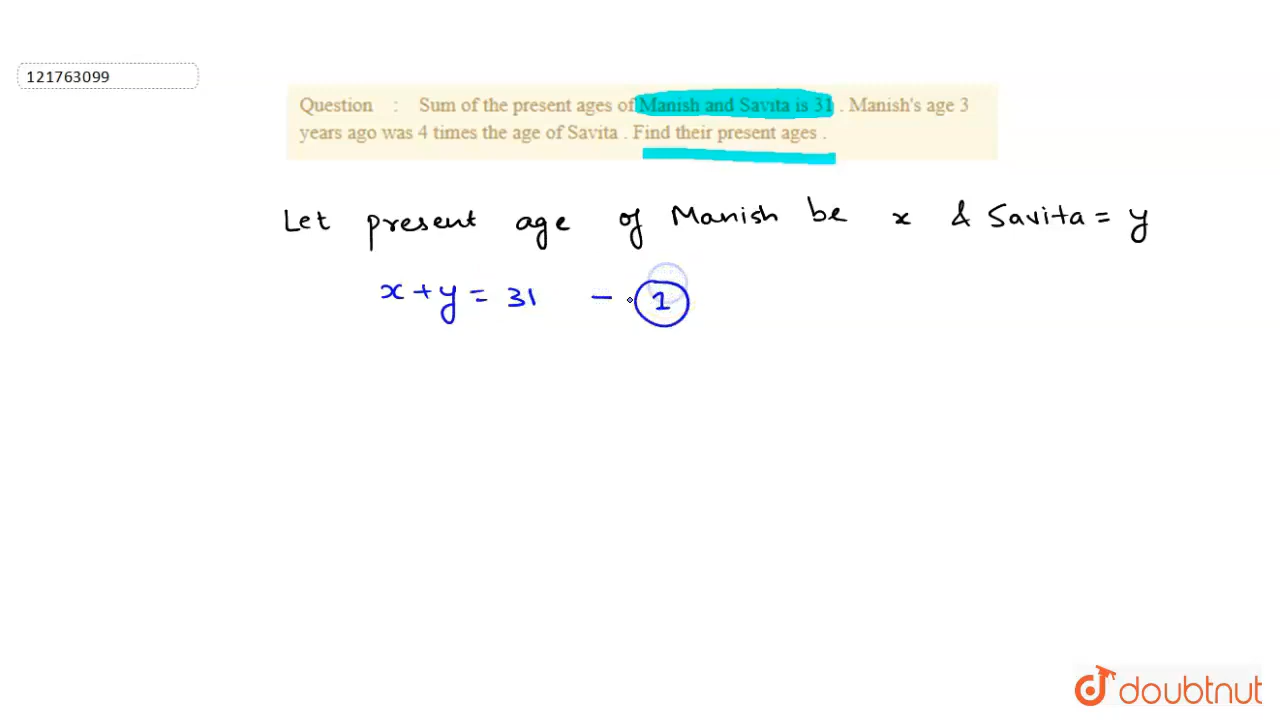 121763099
Question : Sum of the present ages of Manish and Savita is 31 . Manish's age 3
years ago was 4 times the age of Savita . Find their present ages .
Let present age of Manish be x & Savita = y
x + y = 31 - 1
doubtnut